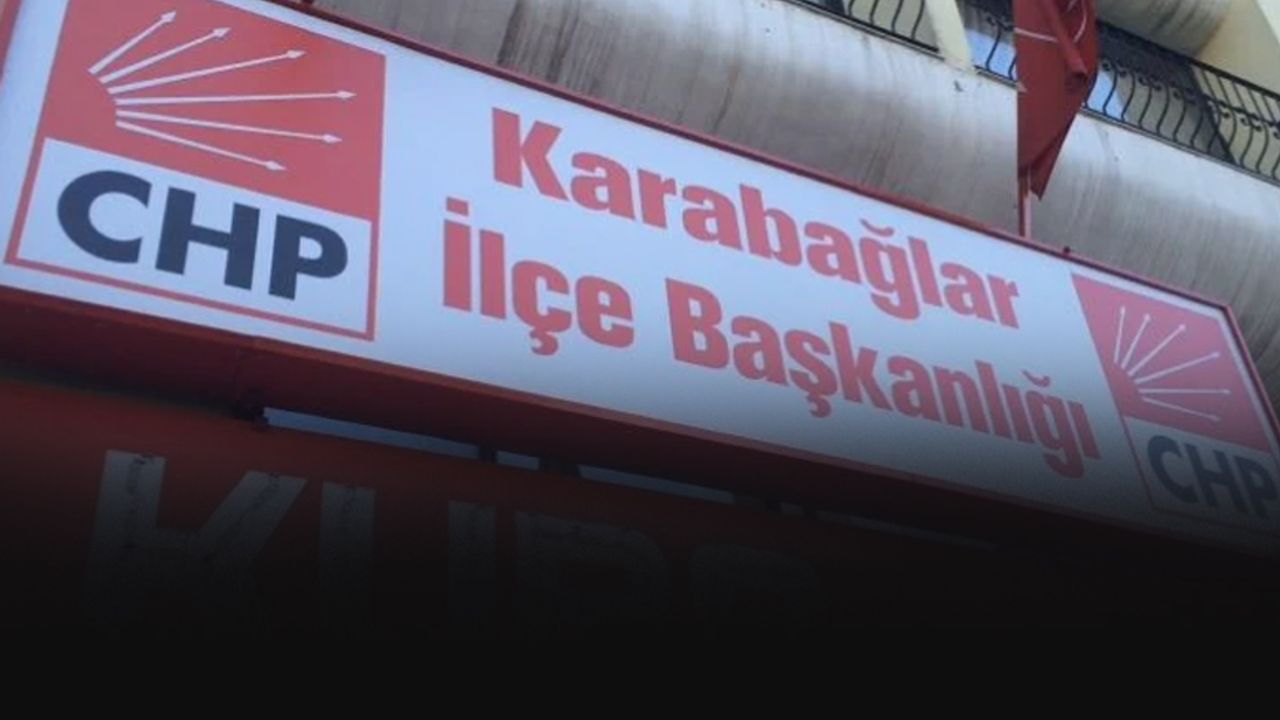 CHP
Karabağlar
İlçe Başkanlığı
CHP